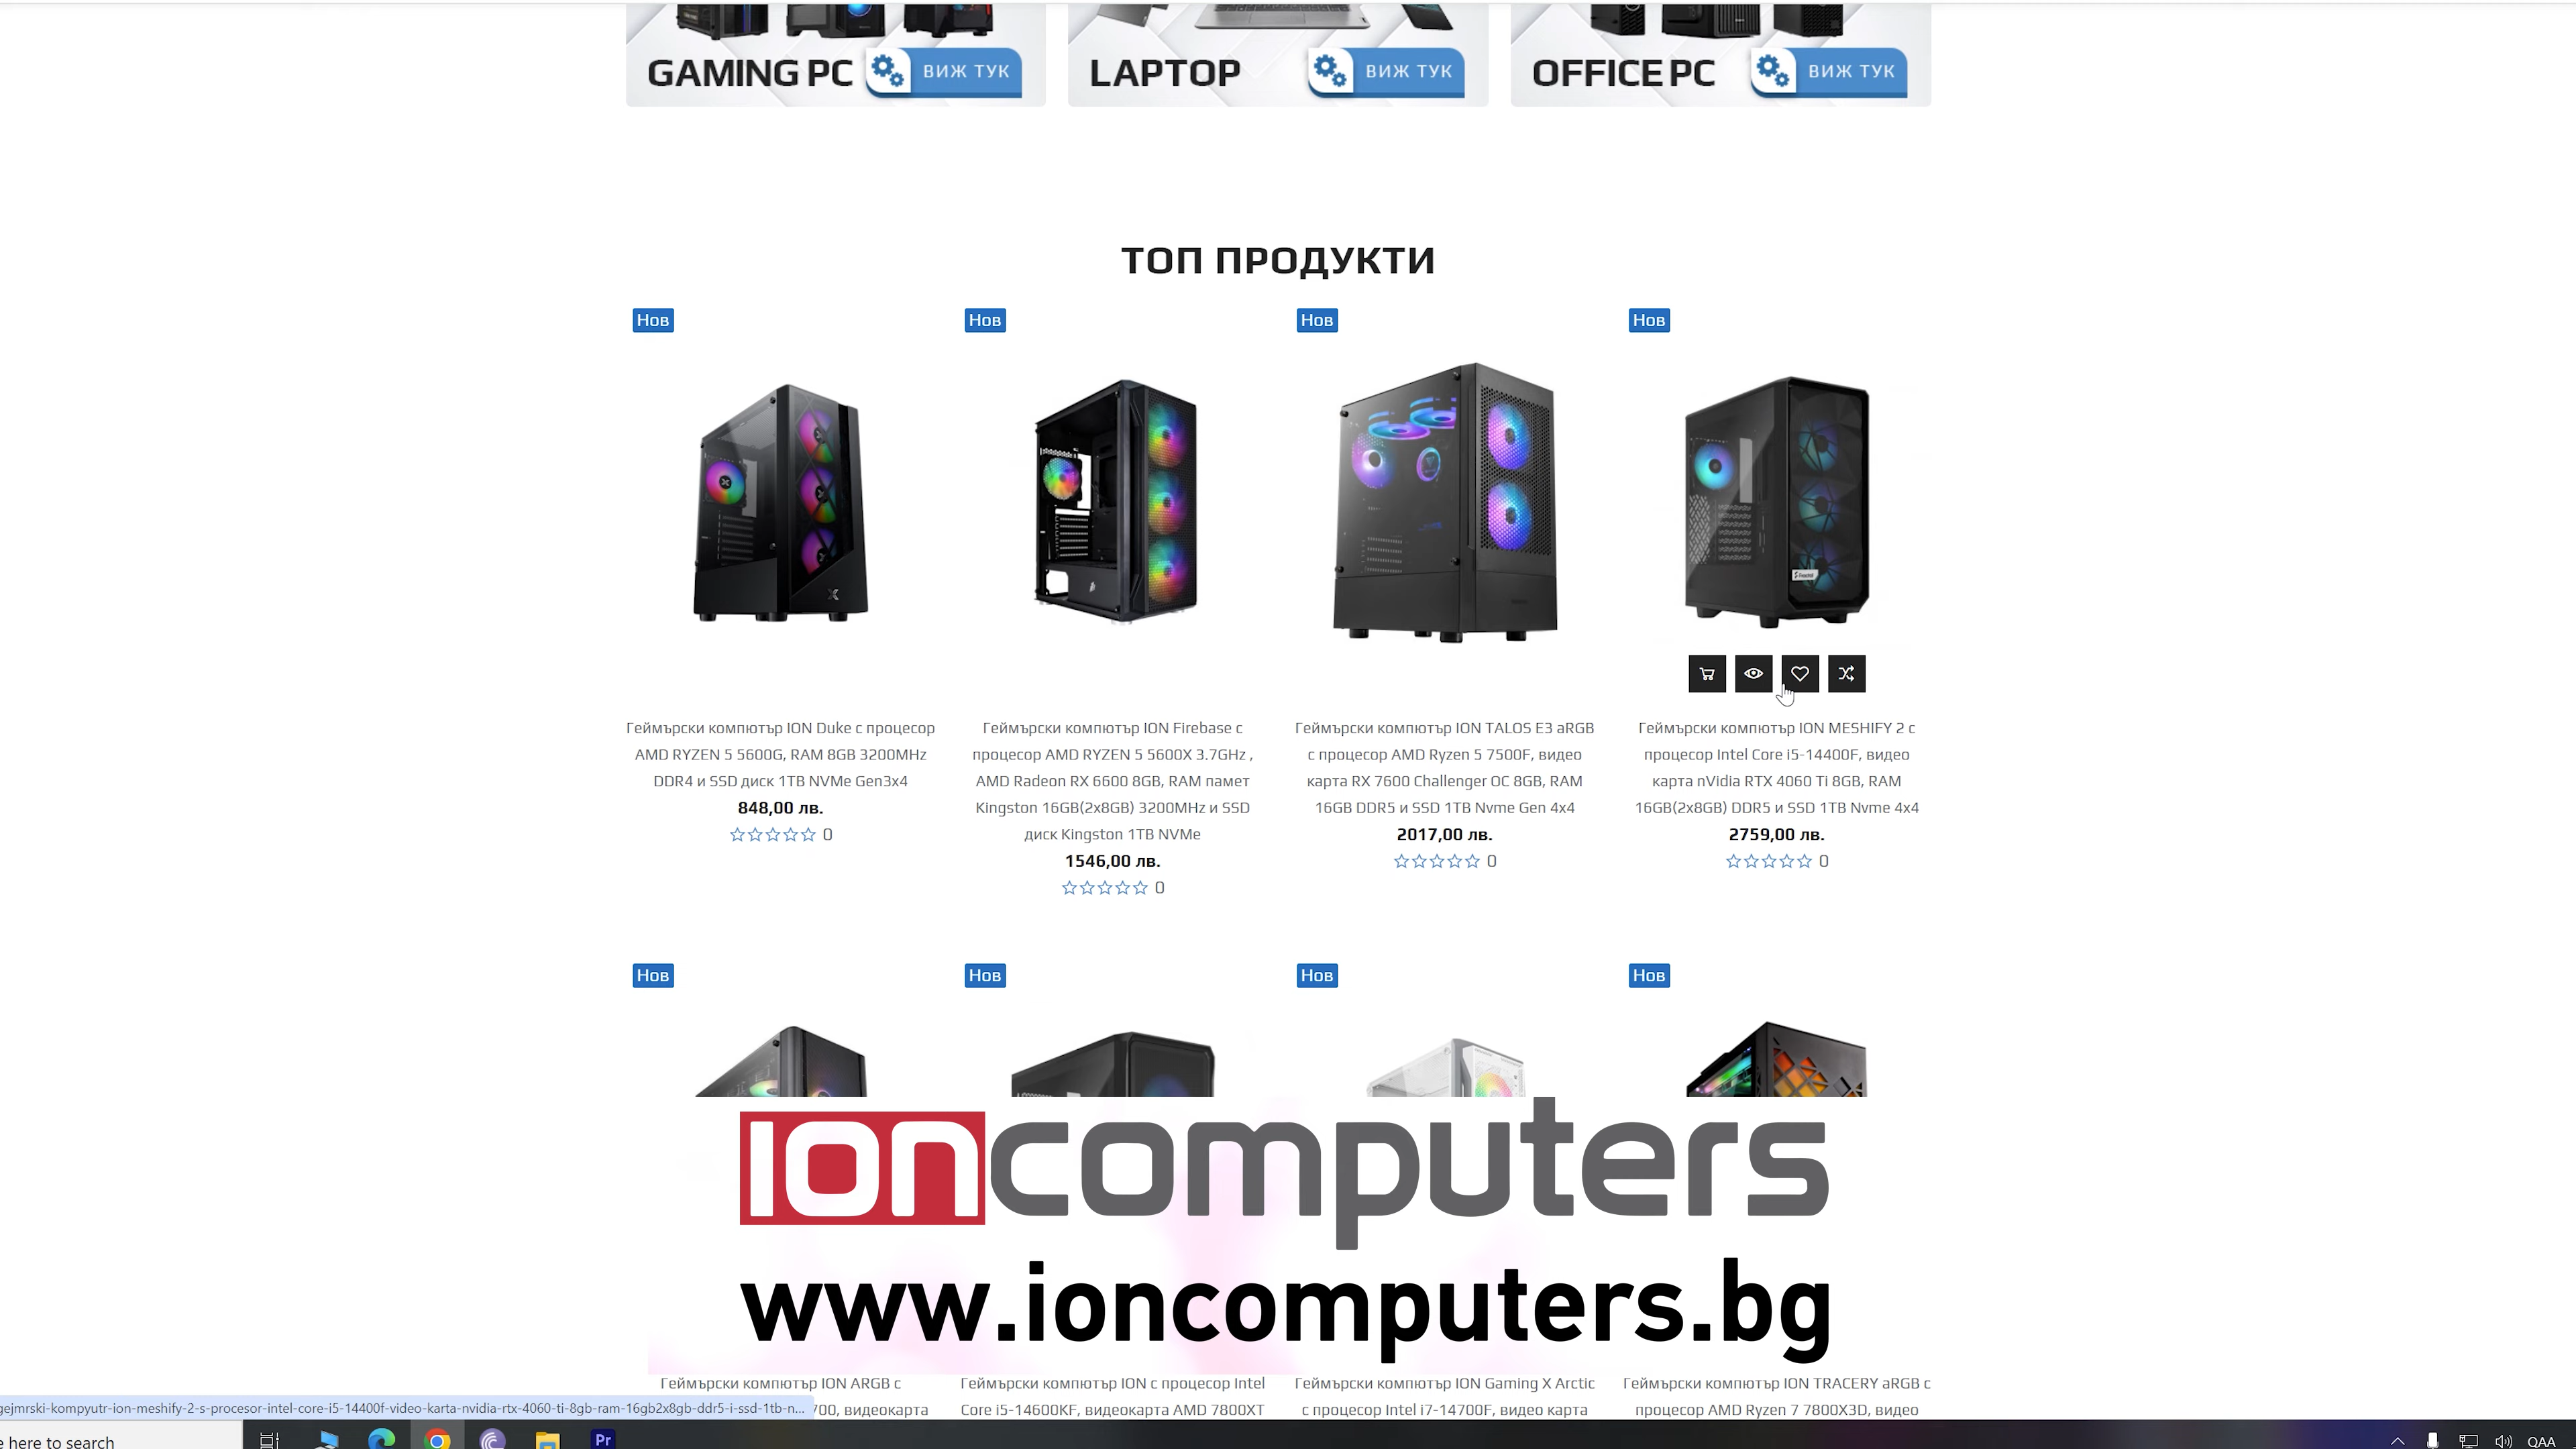 GAMING PC ВИЖ ТУК
LAPTOP ВИЖ ТУК
OFFICE PC ВИЖ ТУК
ТОП ПРОДУКТИ
Нов
Нов
Нов
Нов
Геймърски компютър ION Duke с процесор
AMD RYZEN 5 5600G, RAM 8GB 3200MHz
DDR4 и SSD диск 1TB NVMe Gen3x4
848,00 лв.
0
Геймърски компютър ION Firebase с
процесор AMD RYZEN 5 5600X 3.7GHz ,
AMD Radeon RX 6600 8GB, RAM памет
Kingston 16GB(2x8GB) 3200MHz и SSD
диск Kingston 1TB NVMe
1546,00 лв.
0
Геймърски компютър ION TALOS E3 aRGB
с процесор AMD Ryzen 5 7500F, видео
карта RX 7600 Challenger OC 8GB, RAM
16GB DDR5 и SSD 1TB Nvme Gen 4x4
2017,00 лв.
0
Геймърски компютър ION MESHIFY 2 с
процесор Intel Core i5-14400F, видео
карта nVidia RTX 4060 Ti 8GB, RAM
16GB(2x8GB) DDR5 и SSD 1TB Nvme 4x4
2759,00 лв.
0
Нов
Нов
Нов
Нов
ioncomputers
www.ioncomputers.bg
Геймърски компютър ION ARGB с
700, видеокарта
Геймърски компютър ION с процесор Intel
Core i5-14600KF, видеокарта AMD 7800XT
Геймърски компютър ION Gaming X Arctic
с процесор Intel i7-14700F, видео карта
Геймърски компютър ION TRACERY aRGB с
процесор AMD Ryzen 7 7800X3D, видео
gejmrski-kompyutr-ion-meshify-2-s-procesor-intel-core-i5-14400f-video-karta-nvidia-rtx-4060-ti-8gb-ram-16gb2x8gb-ddr5-i-ssd-1tb-n...
e here to search
Pr
QAA